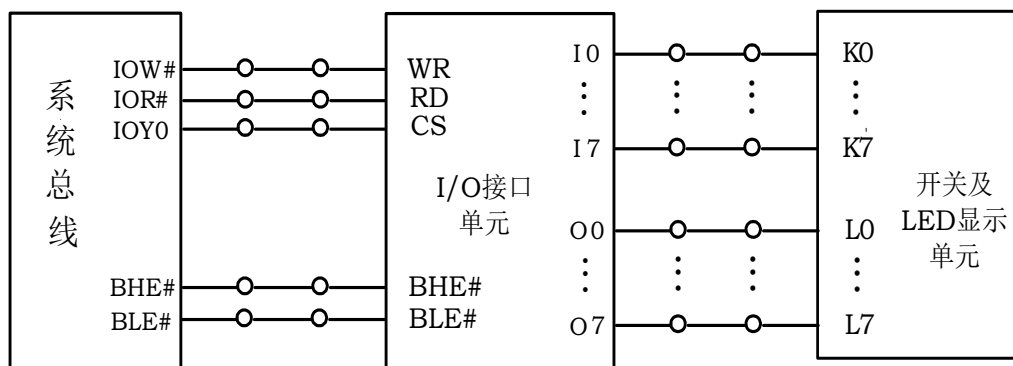 系统总线
IOW#
IOR#
IOY0
BHE#
BLE#
WR
RD
CS
I/O接口
单元
BHE#
BLE#
I0
⋮
I7
O0
⋮
O7
K0
⋮
K7
开关及
LED显示
单元
L0
⋮
L7